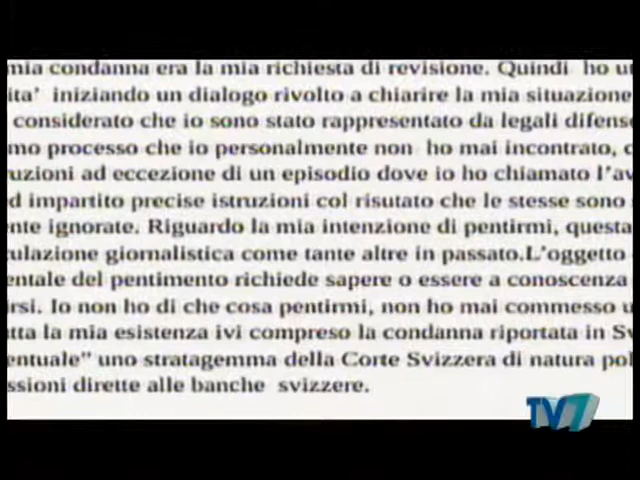 mia condanna era la mia richiesta di revisione. Quindi ho
ita' iniziando un dialogo rivolto a chiarire la mia situazione
considerato che io sono stato rappresentato da legali
mo processo che io personalmente non ho mai incontrato,
uzioni ad eccezione di un episodio dove io ho chiamato l'av
d impartito precise istruzioni col risutato che le stesse sono
nte ignorate. Riguardo la mia intenzione di pentirmi, questa
ulazione giornalistica come tante altre in passato.L'oggetto
entale del pentimento richiede sapere o essere a conoscenza
rsi. Io non ho di che cosa pentirmi, non ho mai commesso
tta la mia esistenza ivi compreso la condanna riportata in
entuale" uno stratagemma della Corte Svizzera di natura pol
ssioni dirette alle banche svizzere.
TV7